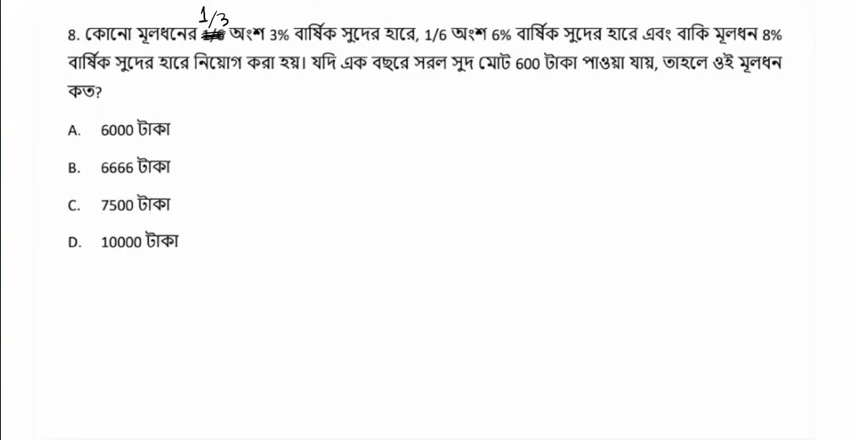 1/3
8. কোনো মূলধনের অংশ 3% বার্ষিক সুদের হারে, 1/6 অংশ 6% বার্ষিক সুদের হারে এবং বাকি মূলধন 8%
বার্ষিক সুদের হারে নিয়োগ করা হয়। যদি এক বছরে সরল সুদ মোট 600 টাকা পাওয়া যায়, তাহলে ওই মূলধন
কত?
A. 6000 টাকা
B. 6666 টাকা
C. 7500 টাকা
D. 10000 টাকা